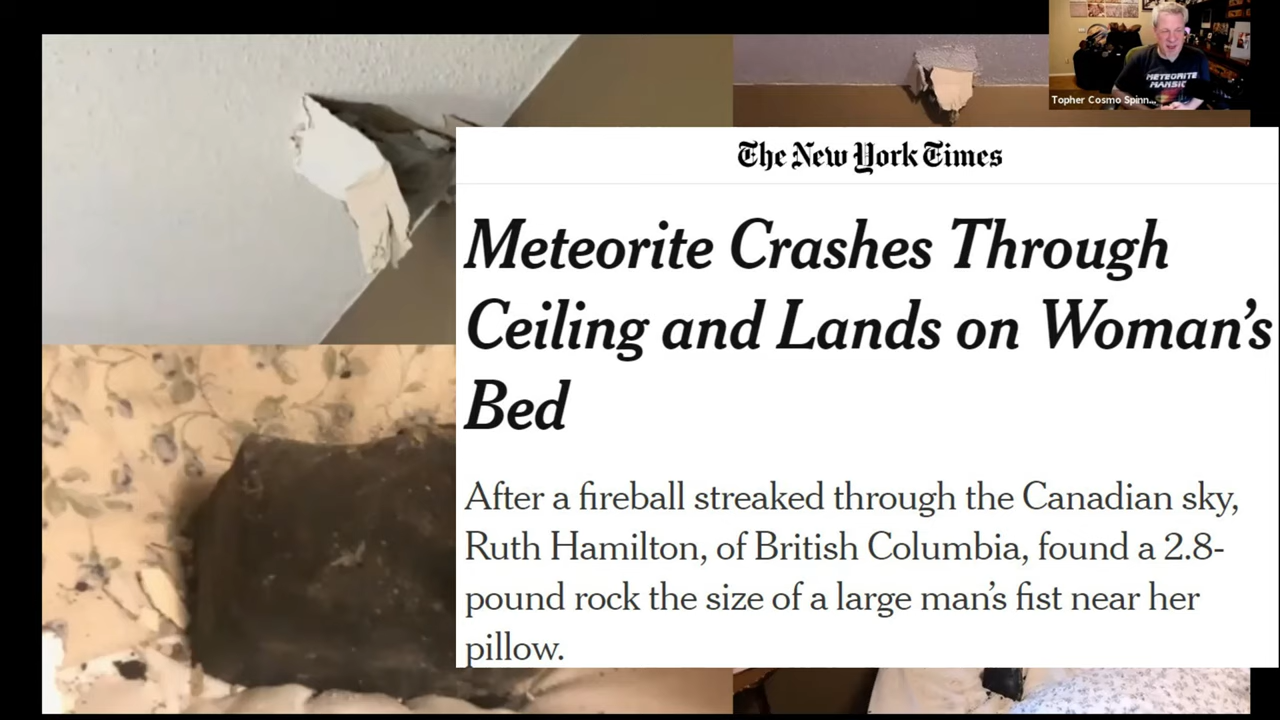 METEORITE
MANSIC
Topher Cosmo Spinn...
The New York Times
Meteorite Crashes Through
Ceiling and Lands on Woman's
Bed
After a fireball streaked through the Canadian sky,
Ruth Hamilton, of British Columbia, found a 2.8-
pound rock the size of a large man's fist near her
pillow.